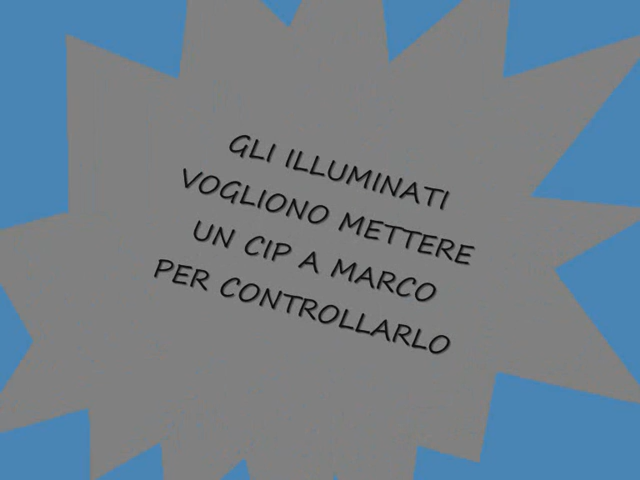 GLI ILLUMINATI
VOGLIONO METTERE
UN CIP A MARCO
PER CONTROLLARLO